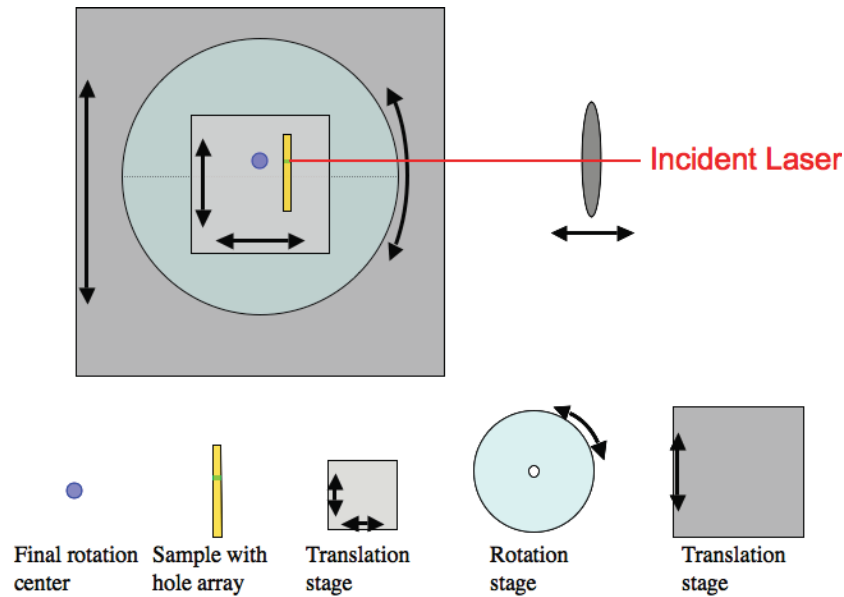 Incident Laser
Final rotation
center
Sample with
hole array
Translation
stage
Rotation
stage
Translation
stage